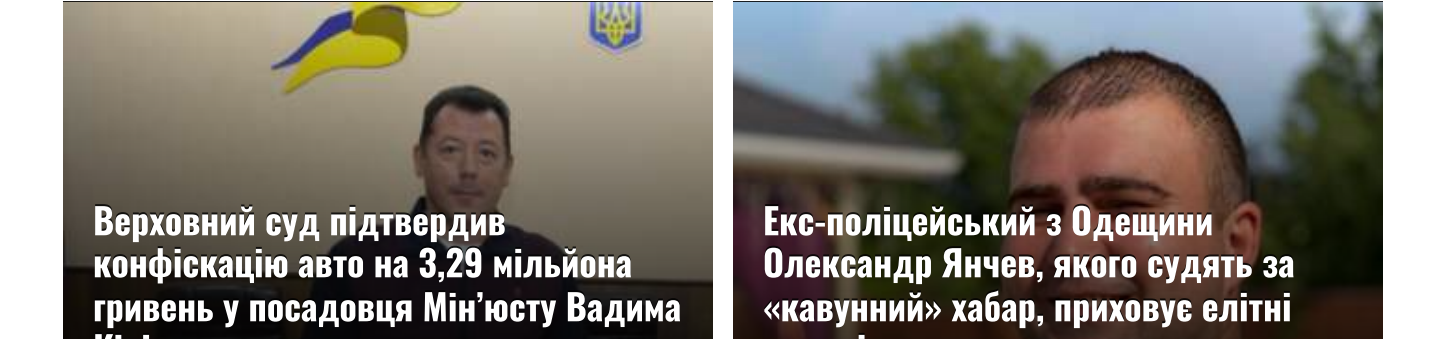 Верховний суд підтвердив
конфіскацію авто на 3,29 мільйона
гривень у посадовця Мін’юсту Вадима
Екс-поліцейський з Одещини
Олександр Янчев, якого судять за
«кавунний» хабар, приховує елітні